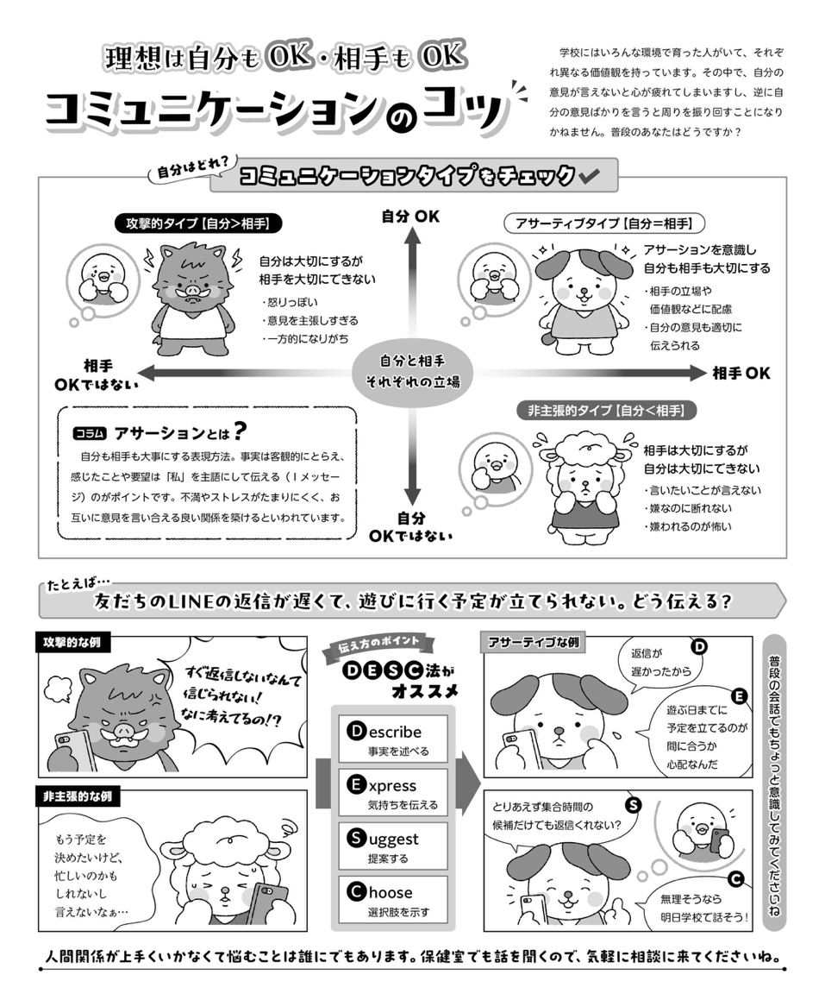 理想は自分もOK・相手もOK
コミュニケーションのコツ
学校にはいろんな環境で育った人がいて、それぞ
れ異なる価値観を持っています。その中で、自分の
意見が言えないと心が疲れてしまいますし、逆に自
分の意見ばかりを言うと周りを振り回すことになり
かねません。普段のあなたはどうですか？
自分はどれ？
コミュニケーションタイプをチェック
自分 OK
攻撃的タイプ【自分>相手】
自分は大切にするが
相手を大切にできない
・怒りっぽい
・意見を主張しすぎる
・一方的になりがち
アサーティブタイプ【自分＝相手】
アサーションを意識し
自分も相手も大切にする
・相手の立場や
価値観などに配慮
・自分の意見も適切に
伝えられる
相手
OKではない
自分と相手
それぞれの立場
相手 OK
コラム アサーションとは？
自分も相手も大事にする表現方法。事実は客観的にとらえ、
感じたことや要望は「私」を主語にして伝える（Ｉメッセー
ジ）のがポイントです。不満やストレスがたまりにくく、お
互いに意見を言い合える良い関係を築けるといわれています。
自分
OKではない
非主張的タイプ【自分<相手】
相手は大切にするが
自分は大切にできない
・言いたいことが言えない
・嫌なのに断れない
・嫌われるのが怖い
たとえば…
友だちのLINEの返信が遅くて、遊びに行く予定が立てられない。どう伝える？
攻撃的な例
すぐ返信しないなんて
信じられない！
なに考えてるの！？
非主張的な例
もう予定を
決めたいけど、
忙しいのかも
しれないし
言えないなぁ…
伝え方のポイント
DESC法が
オススメ
Describe
事実を述べる
Express
気持ちを伝える
Suggest
提案する
Choose
選択肢を示す
アサーティブな例
D
返信が
遅かったから
E
遊ぶ日までに
予定を立てるのが
間に合うか
心配なんだ
S
とりあえず集合時間の
候補だけでも返信くれない？
C
無理そうなら
明日学校で話そう！
普段の会話でもちょっと意識してみてくださいね
人間関係が上手くいかなくて悩むことは誰にでもあります。保健室でも話を聞くので、気軽に相談に来てくださいね。